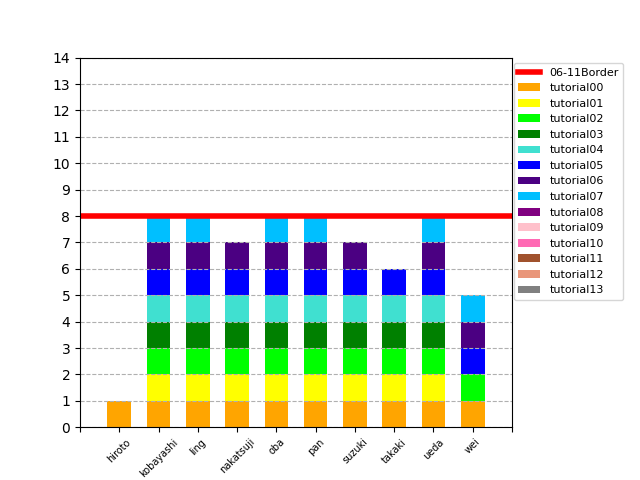 14
13
12
11
10
9
8
7
6
5
4
3
2
1
0
hiroto
kobayashi
ling
nakatsuji
oba
pan
suzuki
takaki
ueda
wei
06-11Border
tutorial00
tutorial01
tutorial02
tutorial03
tutorial04
tutorial05
tutorial06
tutorial07
tutorial08
tutorial09
tutorial10
tutorial11
tutorial12
tutorial13